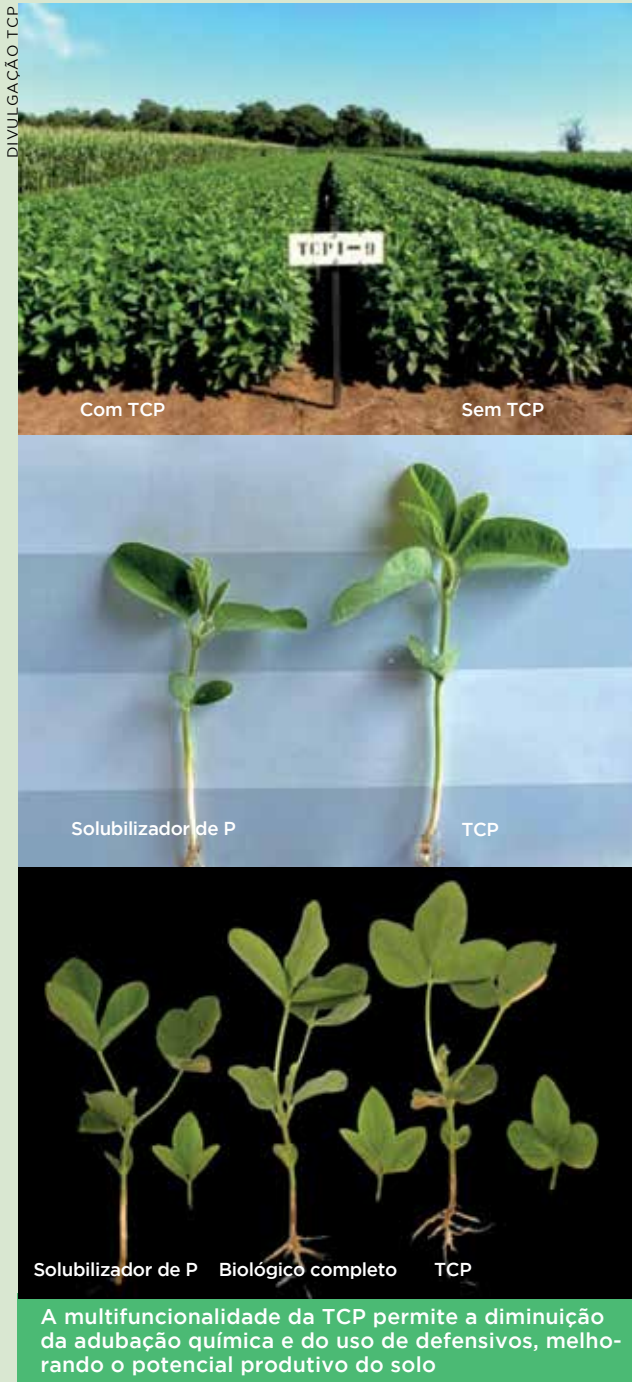 DIVULGAÇÃO TCP
TCP1-9
Com TCP
Sem TCP
Solubilizador de P
TCP
Solubilizador de P
Biológico completo
TCP
A multifuncionalidade da TCP permite a diminuição
da adubação química e do uso de defensivos, melho-
rando o potencial produtivo do solo